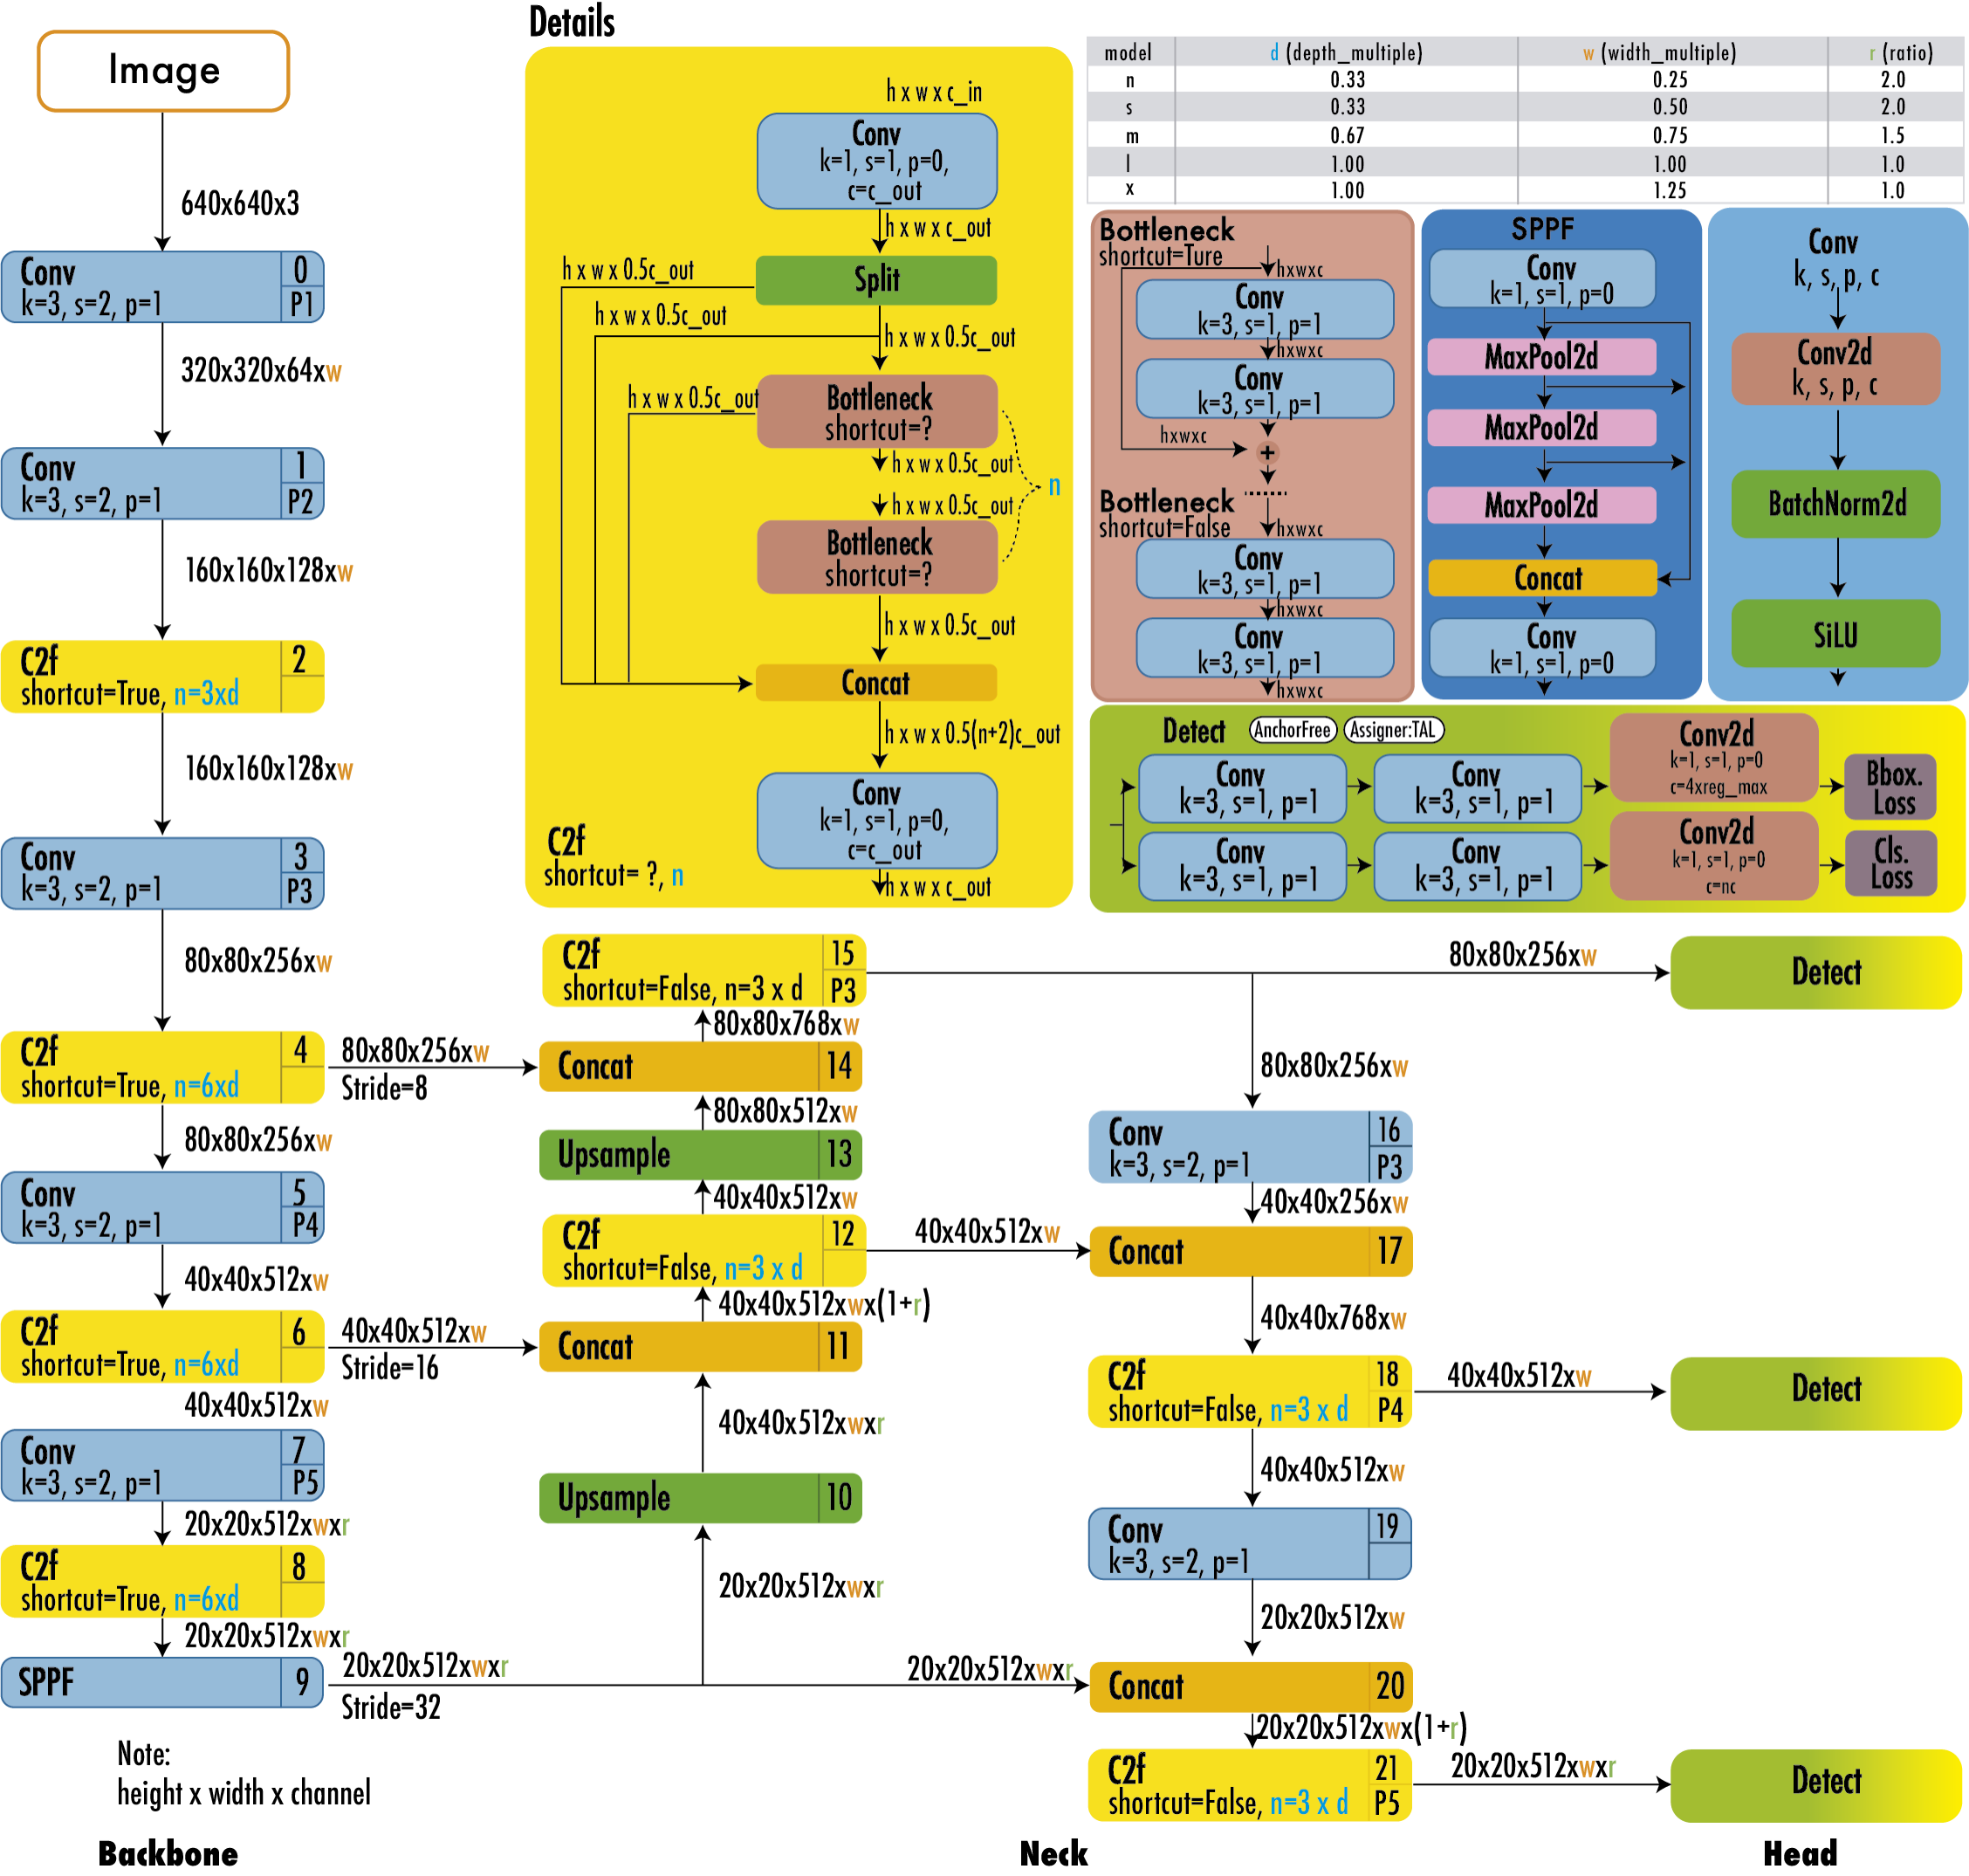 Image
640x640x3
Conv
k=3, s=2, p=1
0
P1
320x320x64xw
Conv
k=3, s=2, p=1
1
P2
160x160x128xw
C2f
shortcut=True, n=3xd
2
160x160x128xw
Conv
k=3, s=2, p=1
3
P3
80x80x256xw
C2f
shortcut=True, n=6xd
4
80x80x256xw
Stride=8
80x80x256xw
Conv
k=3, s=2, p=1
5
P4
40x40x512xw
C2f
shortcut=True, n=6xd
6
40x40x512xw
Stride=16
40x40x512xw
Conv
k=3, s=2, p=1
7
P5
20x20x512xwxr
C2f
shortcut=True, n=6xd
8
20x20x512xwxr
SPPF
9
20x20x512xwxr
Stride=32
Note:
height x width x channel
Backbone
Details
h x w x c_in
Conv
k=1, s=1, p=0,
c=c_out
h x w x c_out
Split
h x w x 0.5c_out
h x w x 0.5c_out
h x w x 0.5c_out
Bottleneck
shortcut=?
h x w x 0.5c_out
h x w x 0.5c_out
n
h x w x 0.5c_out
Bottleneck
shortcut=?
h x w x 0.5c_out
Concat
h x w x 0.5(n+2)c_out
Conv
k=1, s=1, p=0,
c=c_out
h x w x c_out
C2f
shortcut= ?, n
model d (depth_multiple) w (width_multiple) r (ratio)
n 0.33 0.25 2.0
s 0.33 0.50 2.0
m 0.67 0.75 1.5
l 1.00 1.00 1.0
x 1.00 1.25 1.0
Bottleneck
shortcut=Ture
hxwxc
Conv
k=3, s=1, p=1
hxwxc
Conv
k=3, s=1, p=1
hxwxc
+
Bottleneck
shortcut=False
hxwxc
Conv
k=3, s=1, p=1
hxwxc
Conv
k=3, s=1, p=1
hxwxc
SPPF
Conv
k=1, s=1, p=0
MaxPool2d
MaxPool2d
MaxPool2d
Concat
Conv
k=1, s=1, p=0
Conv
k, s, p, c
Conv2d
k, s, p, c
BatchNorm2d
SiLU
Detect
AnchorFree
Assigner:TAL
Conv
k=3, s=1, p=1
Conv
k=3, s=1, p=1
Conv2d
k=1, s=1, p=0
c=4xreg_max
Bbox.
Loss
Conv
k=3, s=1, p=1
Conv
k=3, s=1, p=1
Conv2d
k=1, s=1, p=0
c=nc
Cls.
Loss
C2f
shortcut=False, n=3 x d
15
P3
80x80x768xw
Concat
14
80x80x512xw
Upsample
13
40x40x512xw
C2f
shortcut=False, n=3 x d
12
40x40x512xw
40x40x512xwx(1+r)
Concat
11
40x40x512xwxr
Upsample
10
20x20x512xwxr
80x80x256xw
Detect
80x80x256xw
Conv
k=3, s=2, p=1
16
P3
40x40x256xw
Concat
17
40x40x768xw
C2f
shortcut=False, n=3 x d
18
P4
40x40x512xw
Detect
40x40x512xw
Conv
k=3, s=2, p=1
19
20x20x512xw
20x20x512xwxr
Concat
20
20x20x512xwx(1+r)
C2f
shortcut=False, n=3 x d
21
P5
20x20x512xwxr
Detect
Neck
Head